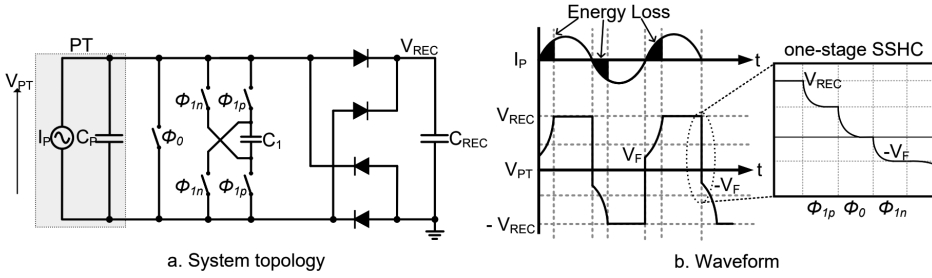 PT
V_PT
I_P
C_P
Φ_0
Φ_1n
Φ_1p
C_1
Φ_1n
Φ_1p
V_REC
C_REC
a. System topology
Energy Loss
I_P
t
V_REC
V_F
V_PT
t
-V_F
- V_REC
one-stage SSHC
V_REC
-V_F
Φ_1p Φ_0 Φ_1n
b. Waveform